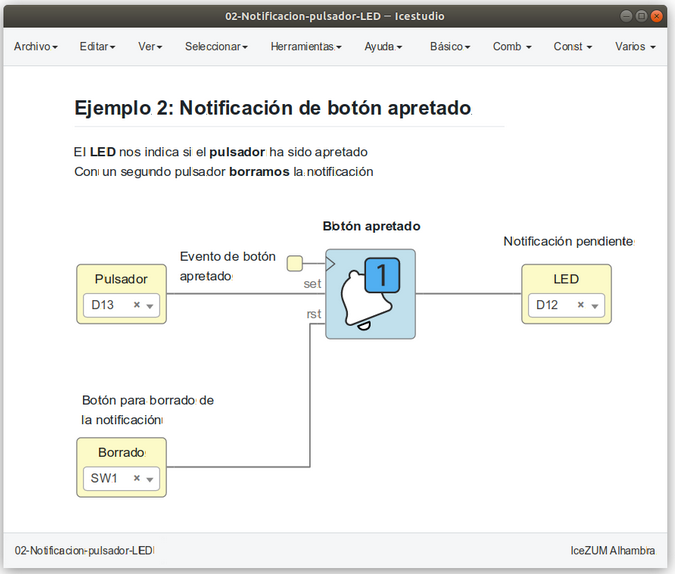 02-Notificacion-pulsador-LED – Icestudio
Archivo Editar Ver Seleccionar Herramientas Ayuda Básico Comb Const Varios
Ejemplo 2: Notificación de botón apretado
El LED nos indica si el pulsador ha sido apretado
Con un segundo pulsador borramos la notificación
Botón apretado
Notificación pendiente
Evento de botón
apretado
Pulsador
D13
set
rst
1
LED
D12
Botón para borrado de
la notificación
Borrado
SW1
02-Notificacion-pulsador-LED
IceZUM Alhambra